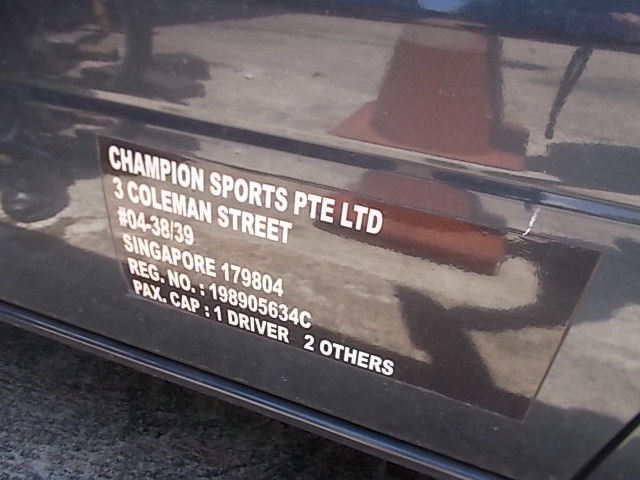 CHAMPION SPORTS PTE LTD
3 COLEMAN STREET
#04-38/39
SINGAPORE 179804
REG. NO. : 198905634C
PAX. CAP : 1 DRIVER 2 OTHERS